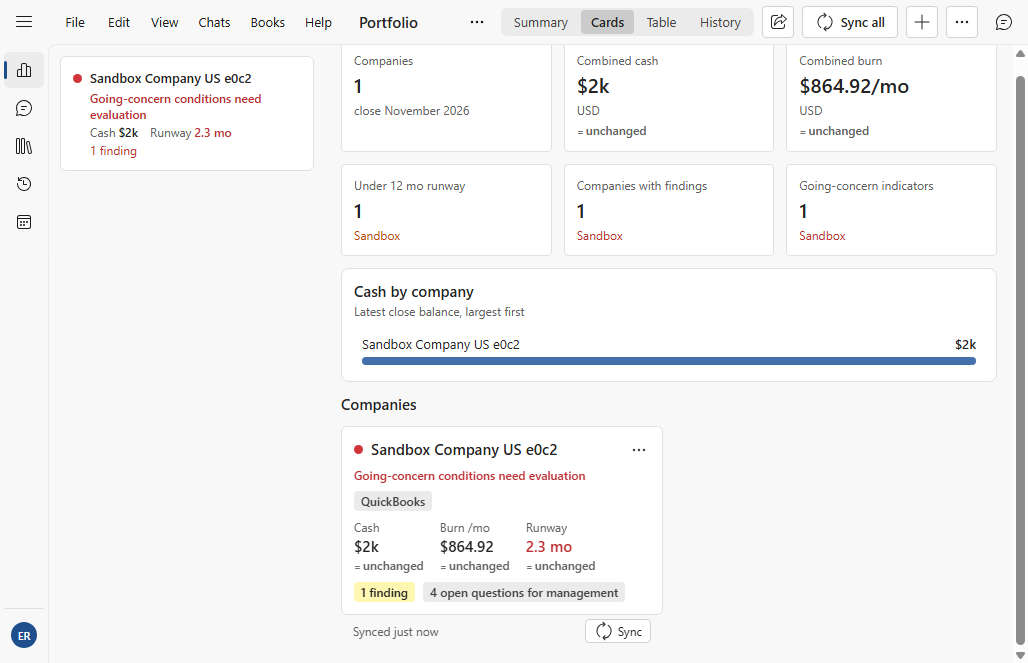 File Edit View Chats Books Help Portfolio ··· Summary Cards Table History Sync all ···
Sandbox Company US e0c2
Going-concern conditions need
evaluation
Cash $2k Runway 2.3 mo
1 finding
Companies
1
close November 2026
Combined cash
$2k
USD
= unchanged
Combined burn
$864.92/mo
USD
= unchanged
Under 12 mo runway
1
Sandbox
Companies with findings
1
Sandbox
Going-concern indicators
1
Sandbox
Cash by company
Latest close balance, largest first
Sandbox Company US e0c2 $2k
Companies
Sandbox Company US e0c2 ···
Going-concern conditions need evaluation
QuickBooks
Cash Burn /mo Runway
$2k $864.92 2.3 mo
= unchanged = unchanged = unchanged
1 finding 4 open questions for management
Synced just now Sync
ER